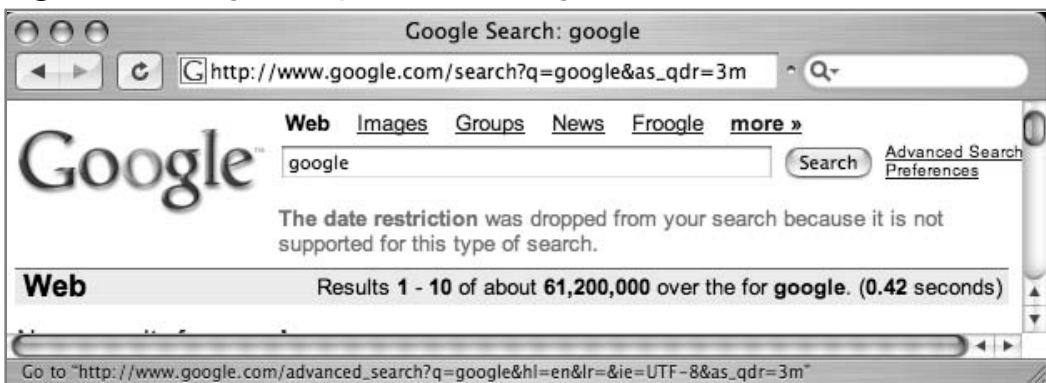 Google Search: google
http://www.google.com/search?q=google&as_qdr=3m
Web Images Groups News Froogle more »
Google™
google
Search
Advanced Search
Preferences
The date restriction was dropped from your search because it is not
supported for this type of search.
Web Results 1 - 10 of about 61,200,000 over the for google. (0.42 seconds)
Go to "http://www.google.com/advanced_search?q=google&hl=en&lr=&ie=UTF-8&as_qdr=3m"